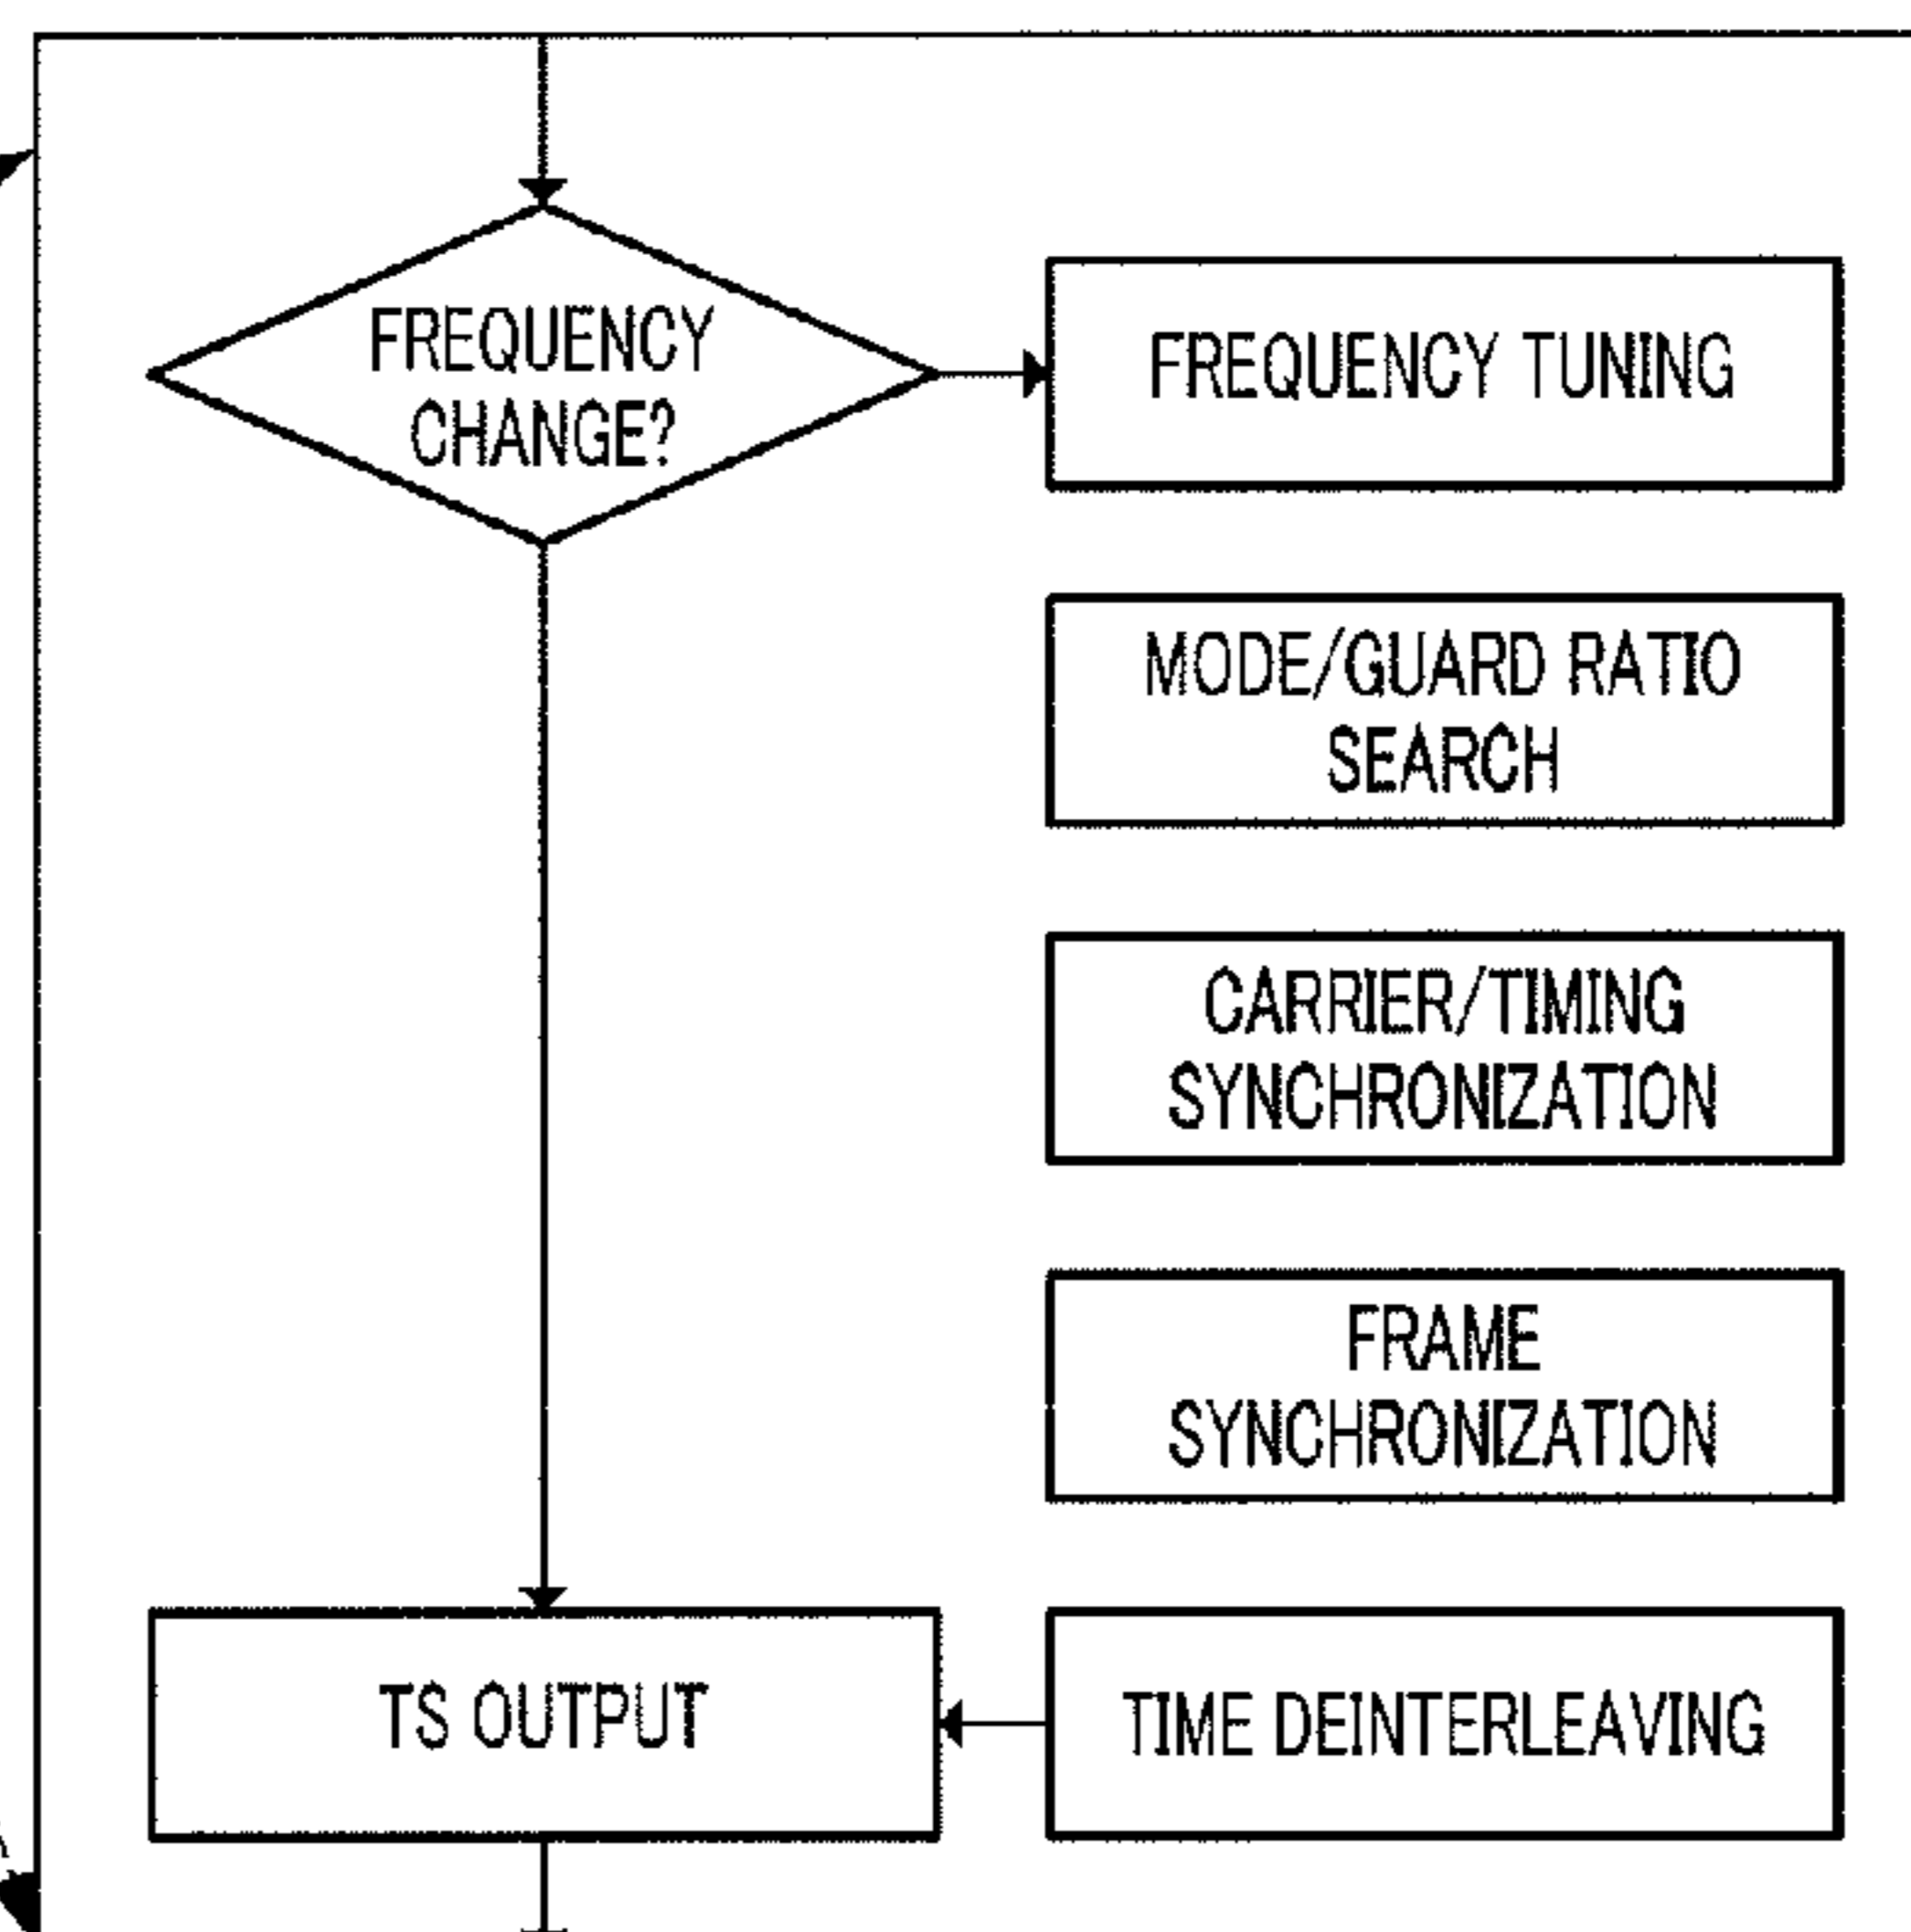 FREQUENCY
CHANGE?
FREQUENCY TUNING
MODE/GUARD RATIO
SEARCH
CARRIER/TIMING
SYNCHRONIZATION
FRAME
SYNCHRONIZATION
TS OUTPUT
TIME DEINTERLEAVING